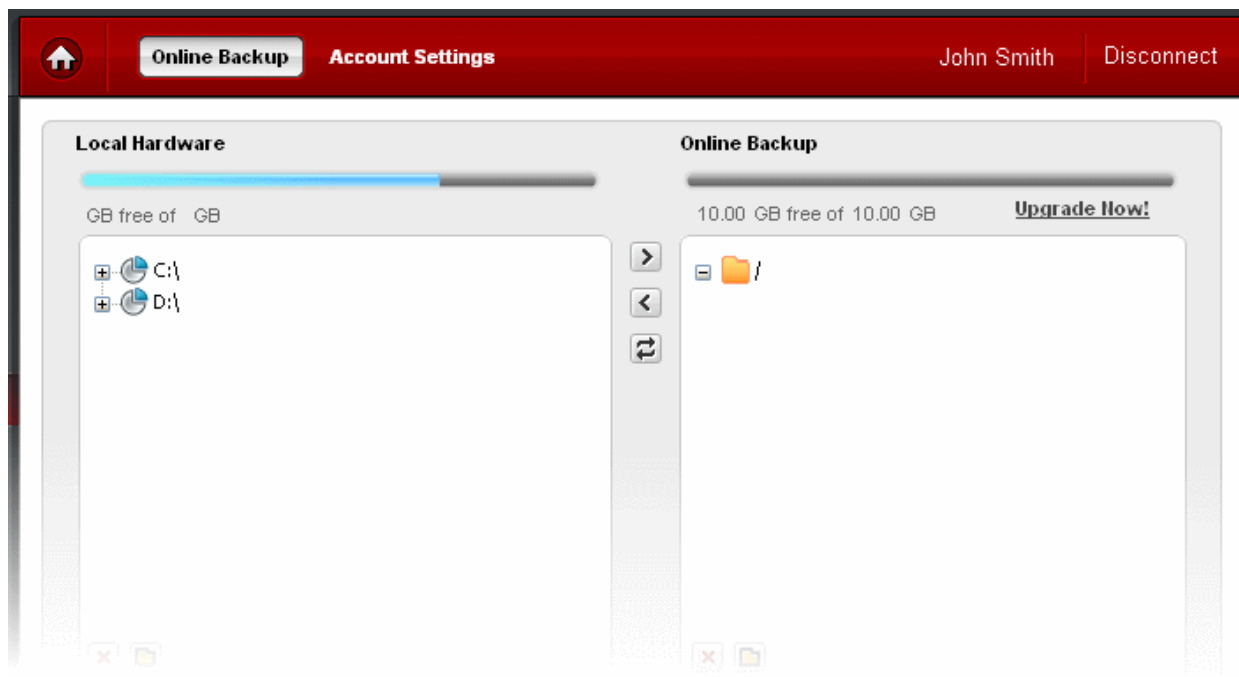 Online Backup Account Settings John Smith Disconnect
Local Hardware
GB free of GB
C:\
D:\
Online Backup
10.00 GB free of 10.00 GB Upgrade Now!
/